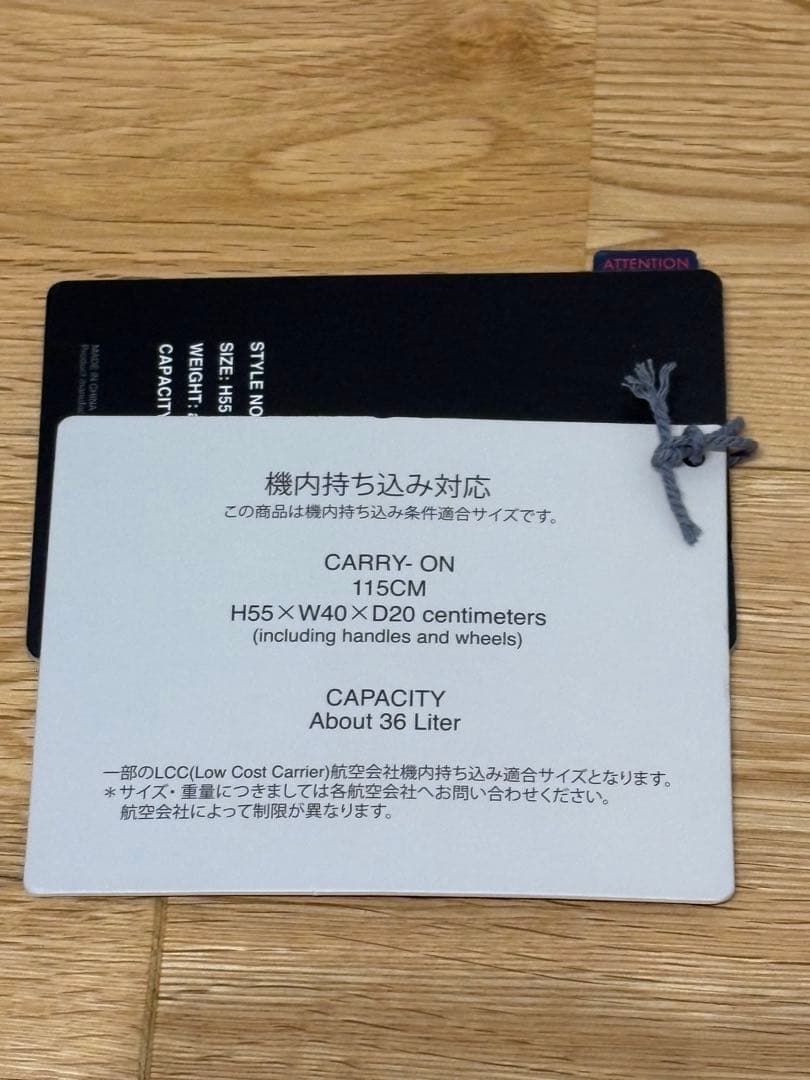 ATTENTION
STYLE NO
SIZE: H55
WEIGHT:
CAPACITY
MADE IN CHINA
機内持ち込み対応
この商品は機内持ち込み条件適合サイズです。
CARRY- ON
115CM
H55×W40×D20 centimeters
(including handles and wheels)
CAPACITY
About 36 Liter
一部のLCC(Low Cost Carrier)航空会社機内持ち込み適合サイズとなります。
＊サイズ・重量につきましては各航空会社へお問い合わせください。
航空会社によって制限が異なります。